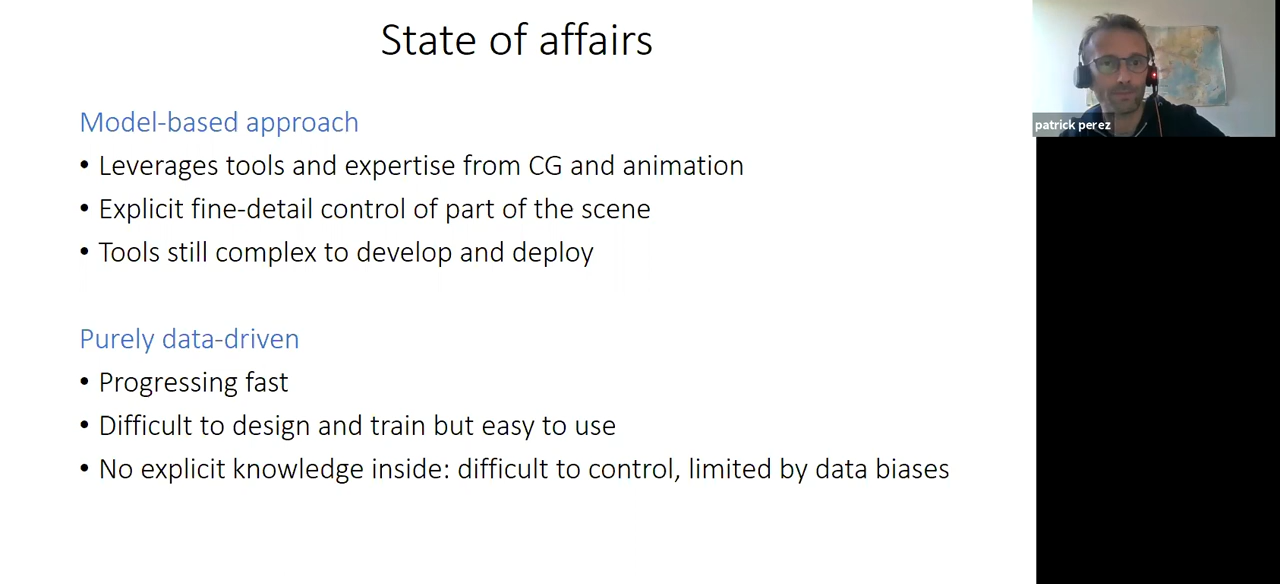 State of affairs
Model-based approach
• Leverages tools and expertise from CG and animation
• Explicit fine-detail control of part of the scene
• Tools still complex to develop and deploy
Purely data-driven
• Progressing fast
• Difficult to design and train but easy to use
• No explicit knowledge inside: difficult to control, limited by data biases
patrick perez